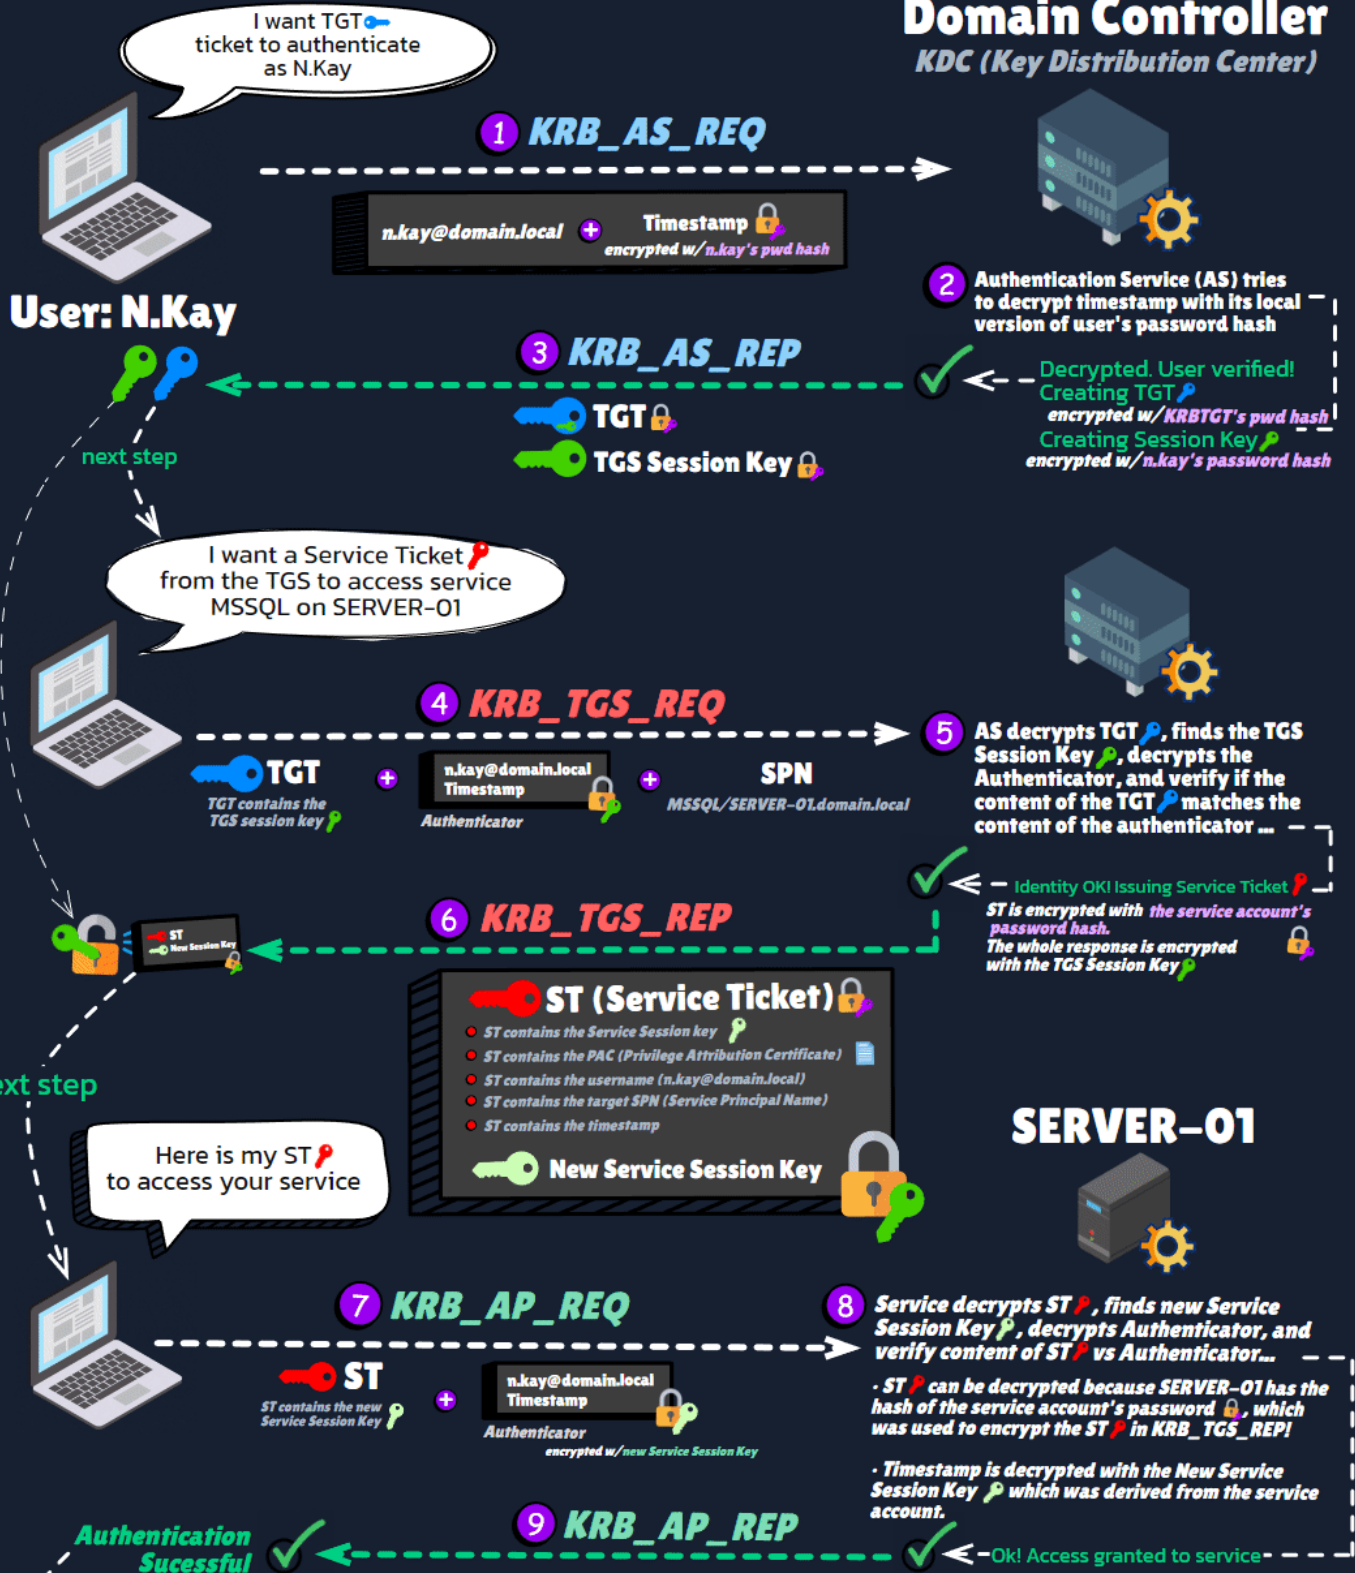 I want TGT
ticket to authenticate
as N.Kay
Domain Controller
KDC (Key Distribution Center)
1 KRB_AS_REQ
n.kay@domain.local + Timestamp
encrypted w/n.kay's pwd hash
User: N.Kay
2 Authentication Service (AS) tries
to decrypt timestamp with its local
version of user's password hash
3 KRB_AS_REP
Decrypted. User verified!
Creating TGT
encrypted w/KRBTGT's pwd hash
Creating Session Key
encrypted w/n.kay's password hash
TGT
TGS Session Key
next step
I want a Service Ticket
from the TGS to access service
MSSQL on SERVER-01
4 KRB_TGS_REQ
TGT
TGT contains the
TGS session key
+
n.kay@domain.local
Timestamp
Authenticator
+
SPN
MSSQL/SERVER-01.domain.local
5 AS decrypts TGT, finds the TGS
Session Key, decrypts the
Authenticator, and verify if the
content of the TGT matches the
content of the authenticator ...
Identity OK! Issuing Service Ticket
ST is encrypted with the service account's
password hash.
The whole response is encrypted
with the TGS Session Key
6 KRB_TGS_REP
ST
New Session Key
ST (Service Ticket)
ST contains the Service Session key
ST contains the PAC (Privilege Attribution Certificate)
ST contains the username (n.kay@domain.local)
ST contains the target SPN (Service Principal Name)
ST contains the timestamp
New Service Session Key
ext step
Here is my ST
to access your service
SERVER-01
7 KRB_AP_REQ
ST
ST contains the new
Service Session Key
+
n.kay@domain.local
Timestamp
Authenticator
encrypted w/new Service Session Key
8 Service decrypts ST, finds new Service
Session Key, decrypts Authenticator, and
verify content of ST vs Authenticator...
· ST can be decrypted because SERVER-01 has the
hash of the service account's password, which
was used to encrypt the ST in KRB_TGS_REP!
· Timestamp is decrypted with the New Service
Session Key which was derived from the service
account.
9 KRB_AP_REP
Ok! Access granted to service
Authentication
Sucessful